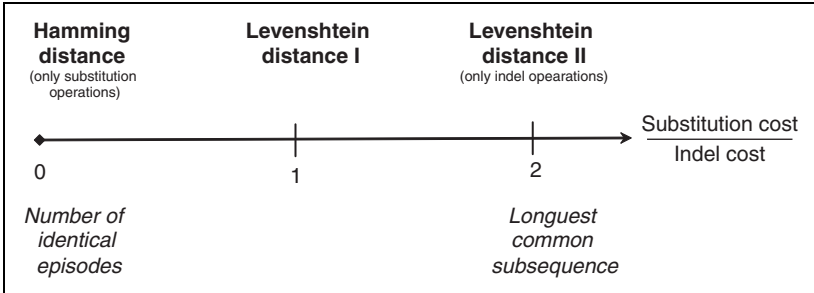 Hamming
distance
(only substitution
operations)
Levenshtein
distance I
Levenshtein
distance II
(only indel opearations)
Substitution cost
Indel cost
0
1
2
Number of
identical
episodes
Longuest
common
subsequence